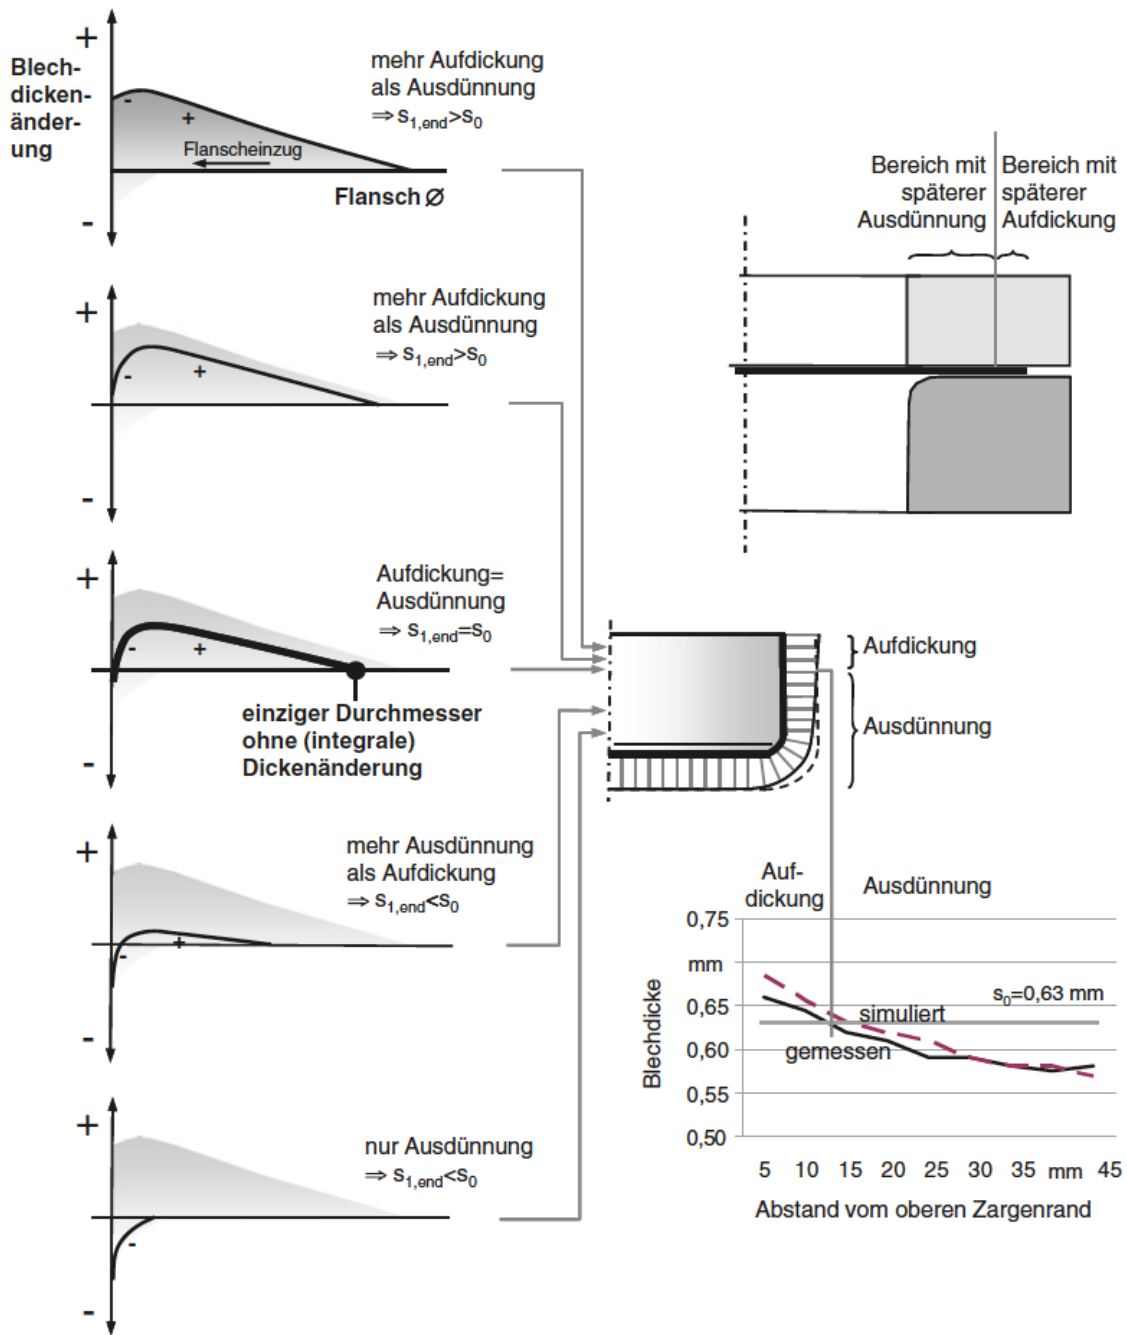 +
Blech-
dicken-
änder-
ung
-
mehr Aufdickung
als Ausdünnung
⇒ s1,end>s0
-
+
Flanscheinzug
Flansch Ø
+
-
mehr Aufdickung
als Ausdünnung
⇒ s1,end>s0
-
+
+
-
Aufdickung=
Ausdünnung
⇒ s1,end=s0
-
+
einziger Durchmesser
ohne (integrale)
Dickenänderung
+
-
mehr Ausdünnung
als Aufdickung
⇒ s1,end<s0
-
+
+
-
nur Ausdünnung
⇒ s1,end<s0
-
Bereich mit
späterer
Ausdünnung
Bereich mit
späterer
Aufdickung
Aufdickung
Ausdünnung
Auf-
dickung
Ausdünnung
0,75
mm
0,65
0,60
0,55
0,50
Blechdicke
s0=0,63 mm
simuliert
gemessen
5 10 15 20 25 30 35 mm 45
Abstand vom oberen Zargenrand